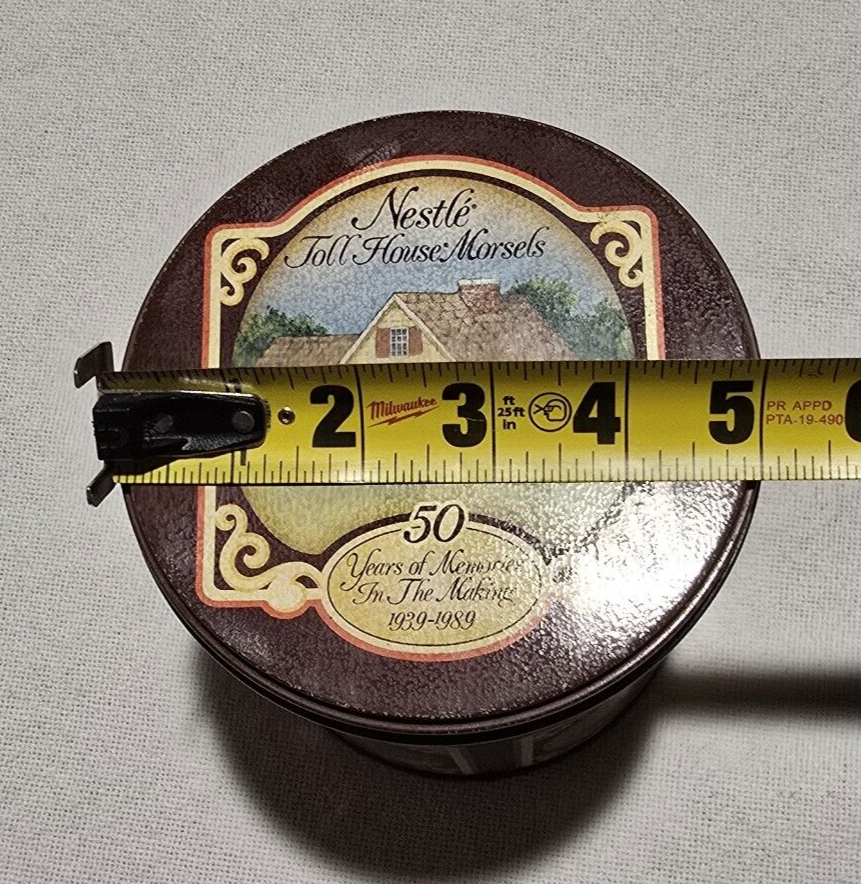 Nestlé®
Toll House® Morsels
2 Milwaukee 3 ft 25ft in 4 5 PR APPD PTA-19-490 6
50
Years of Memories
In The Making
1939-1989